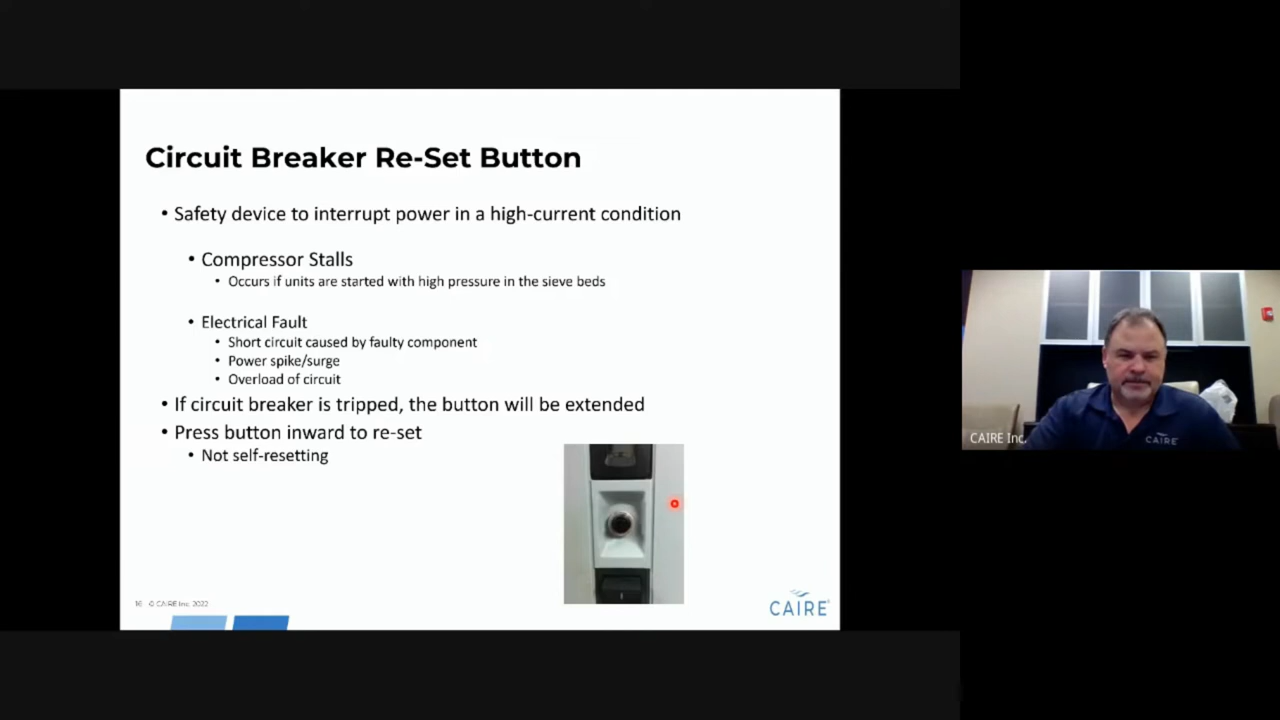 Circuit Breaker Re-Set Button
• Safety device to interrupt power in a high-current condition
• Compressor Stalls
• Occurs if units are started with high pressure in the sieve beds
• Electrical Fault
• Short circuit caused by faulty component
• Power spike/surge
• Overload of circuit
• If circuit breaker is tripped, the button will be extended
• Press button inward to re-set
• Not self-resetting
16 © CAIRE Inc. 2022
CAIRE
CAIRE Inc.
CAIRE